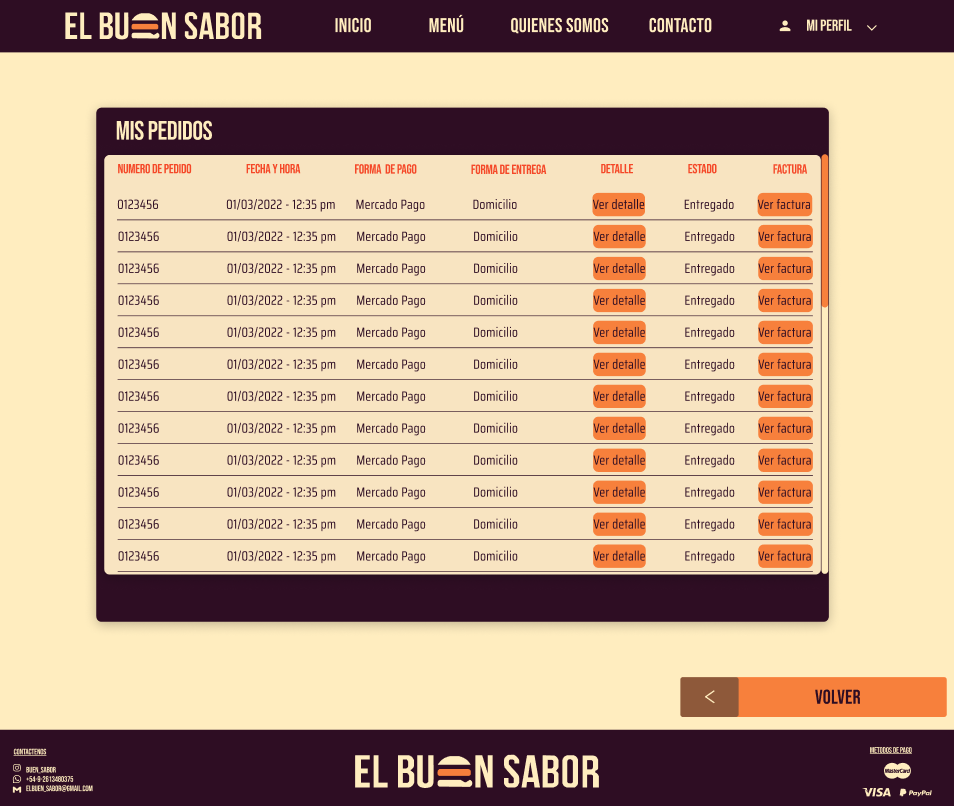 EL BUEN SABOR INICIO MENÚ QUIENES SOMOS CONTACTO MI PERFIL
MIS PEDIDOS
NUMERO DE PEDIDO FECHA Y HORA FORMA DE PAGO FORMA DE ENTREGA DETALLE ESTADO FACTURA
0123456 01/03/2022 - 12:35 pm Mercado Pago Domicilio Ver detalle Entregado Ver factura
0123456 01/03/2022 - 12:35 pm Mercado Pago Domicilio Ver detalle Entregado Ver factura
0123456 01/03/2022 - 12:35 pm Mercado Pago Domicilio Ver detalle Entregado Ver factura
0123456 01/03/2022 - 12:35 pm Mercado Pago Domicilio Ver detalle Entregado Ver factura
0123456 01/03/2022 - 12:35 pm Mercado Pago Domicilio Ver detalle Entregado Ver factura
0123456 01/03/2022 - 12:35 pm Mercado Pago Domicilio Ver detalle Entregado Ver factura
0123456 01/03/2022 - 12:35 pm Mercado Pago Domicilio Ver detalle Entregado Ver factura
0123456 01/03/2022 - 12:35 pm Mercado Pago Domicilio Ver detalle Entregado Ver factura
0123456 01/03/2022 - 12:35 pm Mercado Pago Domicilio Ver detalle Entregado Ver factura
0123456 01/03/2022 - 12:35 pm Mercado Pago Domicilio Ver detalle Entregado Ver factura
0123456 01/03/2022 - 12:35 pm Mercado Pago Domicilio Ver detalle Entregado Ver factura
0123456 01/03/2022 - 12:35 pm Mercado Pago Domicilio Ver detalle Entregado Ver factura
< VOLVER
CONTACTENOS
BUEN_SABOR
+54-9-2613460375
ELBUEN_SABOR@GMAIL.COM
EL BUEN SABOR
METODOS DE PAGO
MasterCard
VISA PayPal